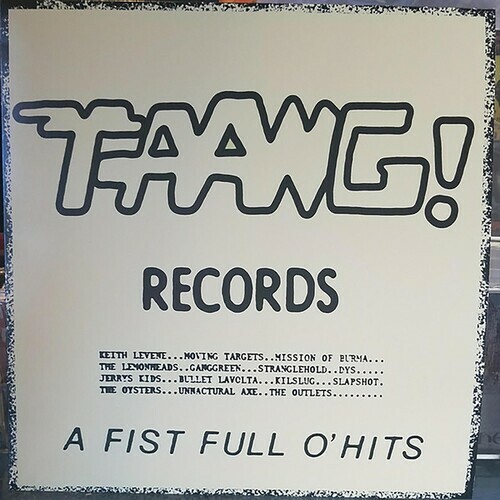 TAANG!
RECORDS
KEITH LEVENE...MOVING TARGETS..MISSION OF BURMA...
THE LEMONHEADS..GANGGREEN...STRANGLEHOLD..DYS.....
JERRYS KIDS...BULLET LAVOLTA...KILSLUG...SLAPSHOT.
THE OYSTERS...UNNACTURAL AXE..THE OUTLETS.........
A FIST FULL O'HITS